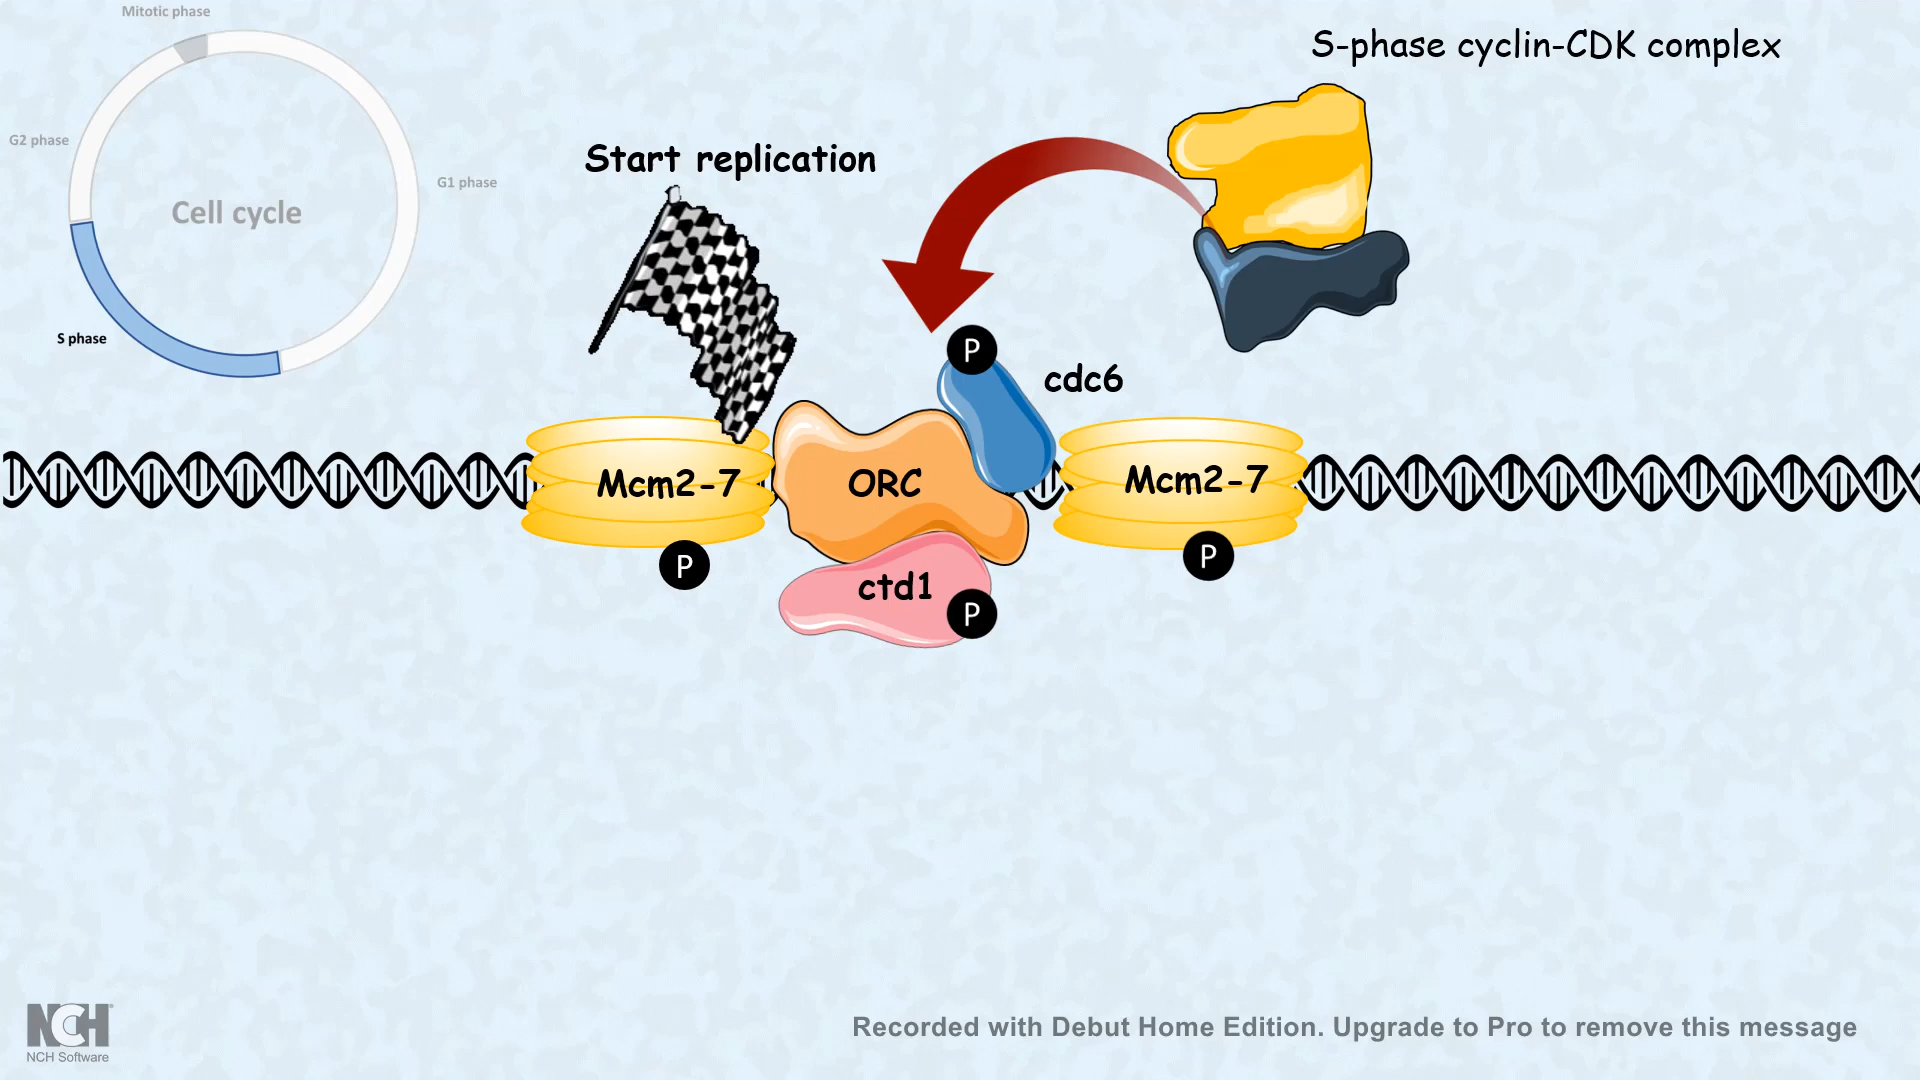 Mitotic phase
S-phase cyclin-CDK complex
G2 phase
Start replication
G1 phase
Cell cycle
S phase
P
cdc6
Mcm2-7
ORC
Mcm2-7
P
P
ctd1
P
NCH
NCH Software
Recorded with Debut Home Edition. Upgrade to Pro to remove this message